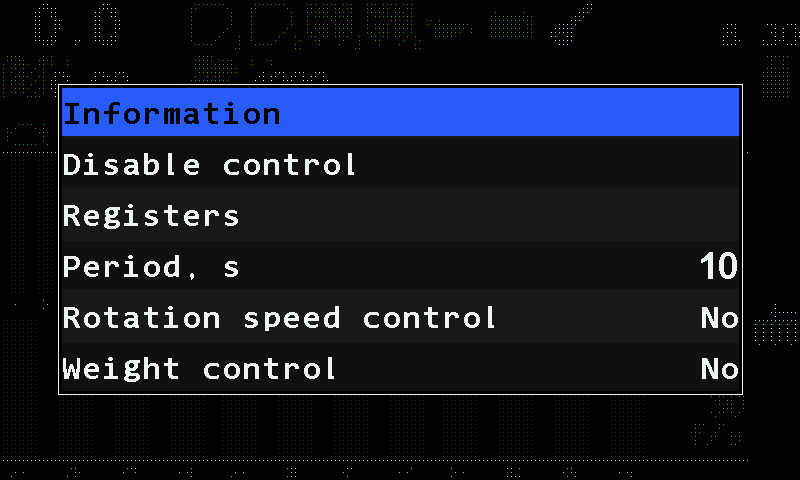 Information
Disable control
Registers
Period, s 10
Rotation speed control No
Weight control No